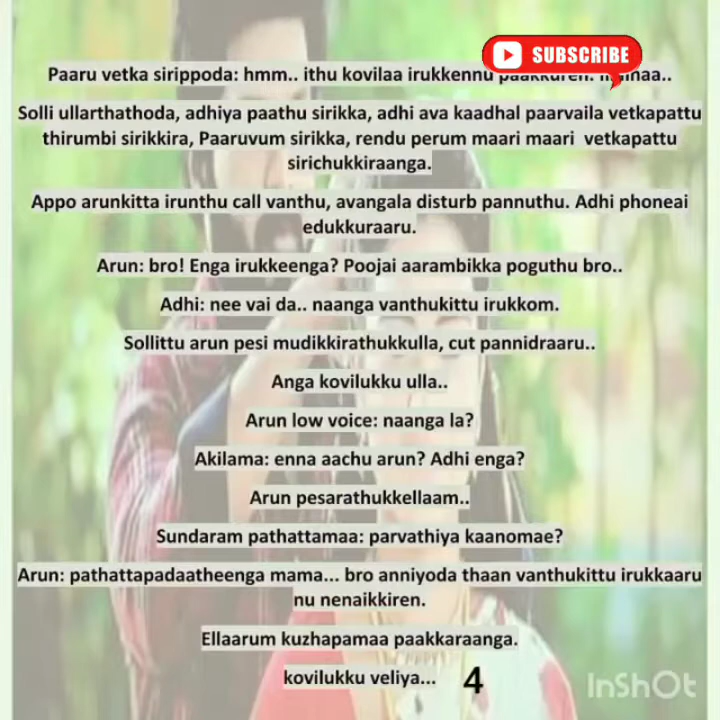 SUBSCRIBE
Paaru vetka sirippoda: hmm.. ithu kovilaa irukkennu paakkuren.
Solli ullarthathoda, adhiya paathu sirikka, adhi ava kaadhal paarvaila vetkapattu
thirumbi sirikkira, Paaruvum sirikka, rendu perum maari maari vetkapattu
sirichukkiraanga.
Appo arunkitta irunthu call vanthu, avangala disturb pannuthu. Adhi phoneai
edukkuraaru.
Arun: bro! Enga irukkeenga? Poojai aarambikka poguthu bro..
Adhi: nee vai da.. naanga vanthukittu irukkom.
Sollittu arun pesi mudikkirathukkulla, cut pannidraaru..
Anga kovilukku ulla..
Arun low voice: naanga la?
Akilama: enna aachu arun? Adhi enga?
Arun pesarathukkellaam..
Sundaram pathattamaa: parvathiya kaanomae?
Arun: pathattapadaatheenga mama... bro anniyoda thaan vanthukittu irukkaaru
nu nenaikkiren.
Ellaarum kuzhapamaa paakkaraanga.
kovilukku veliya... 4
InShOt